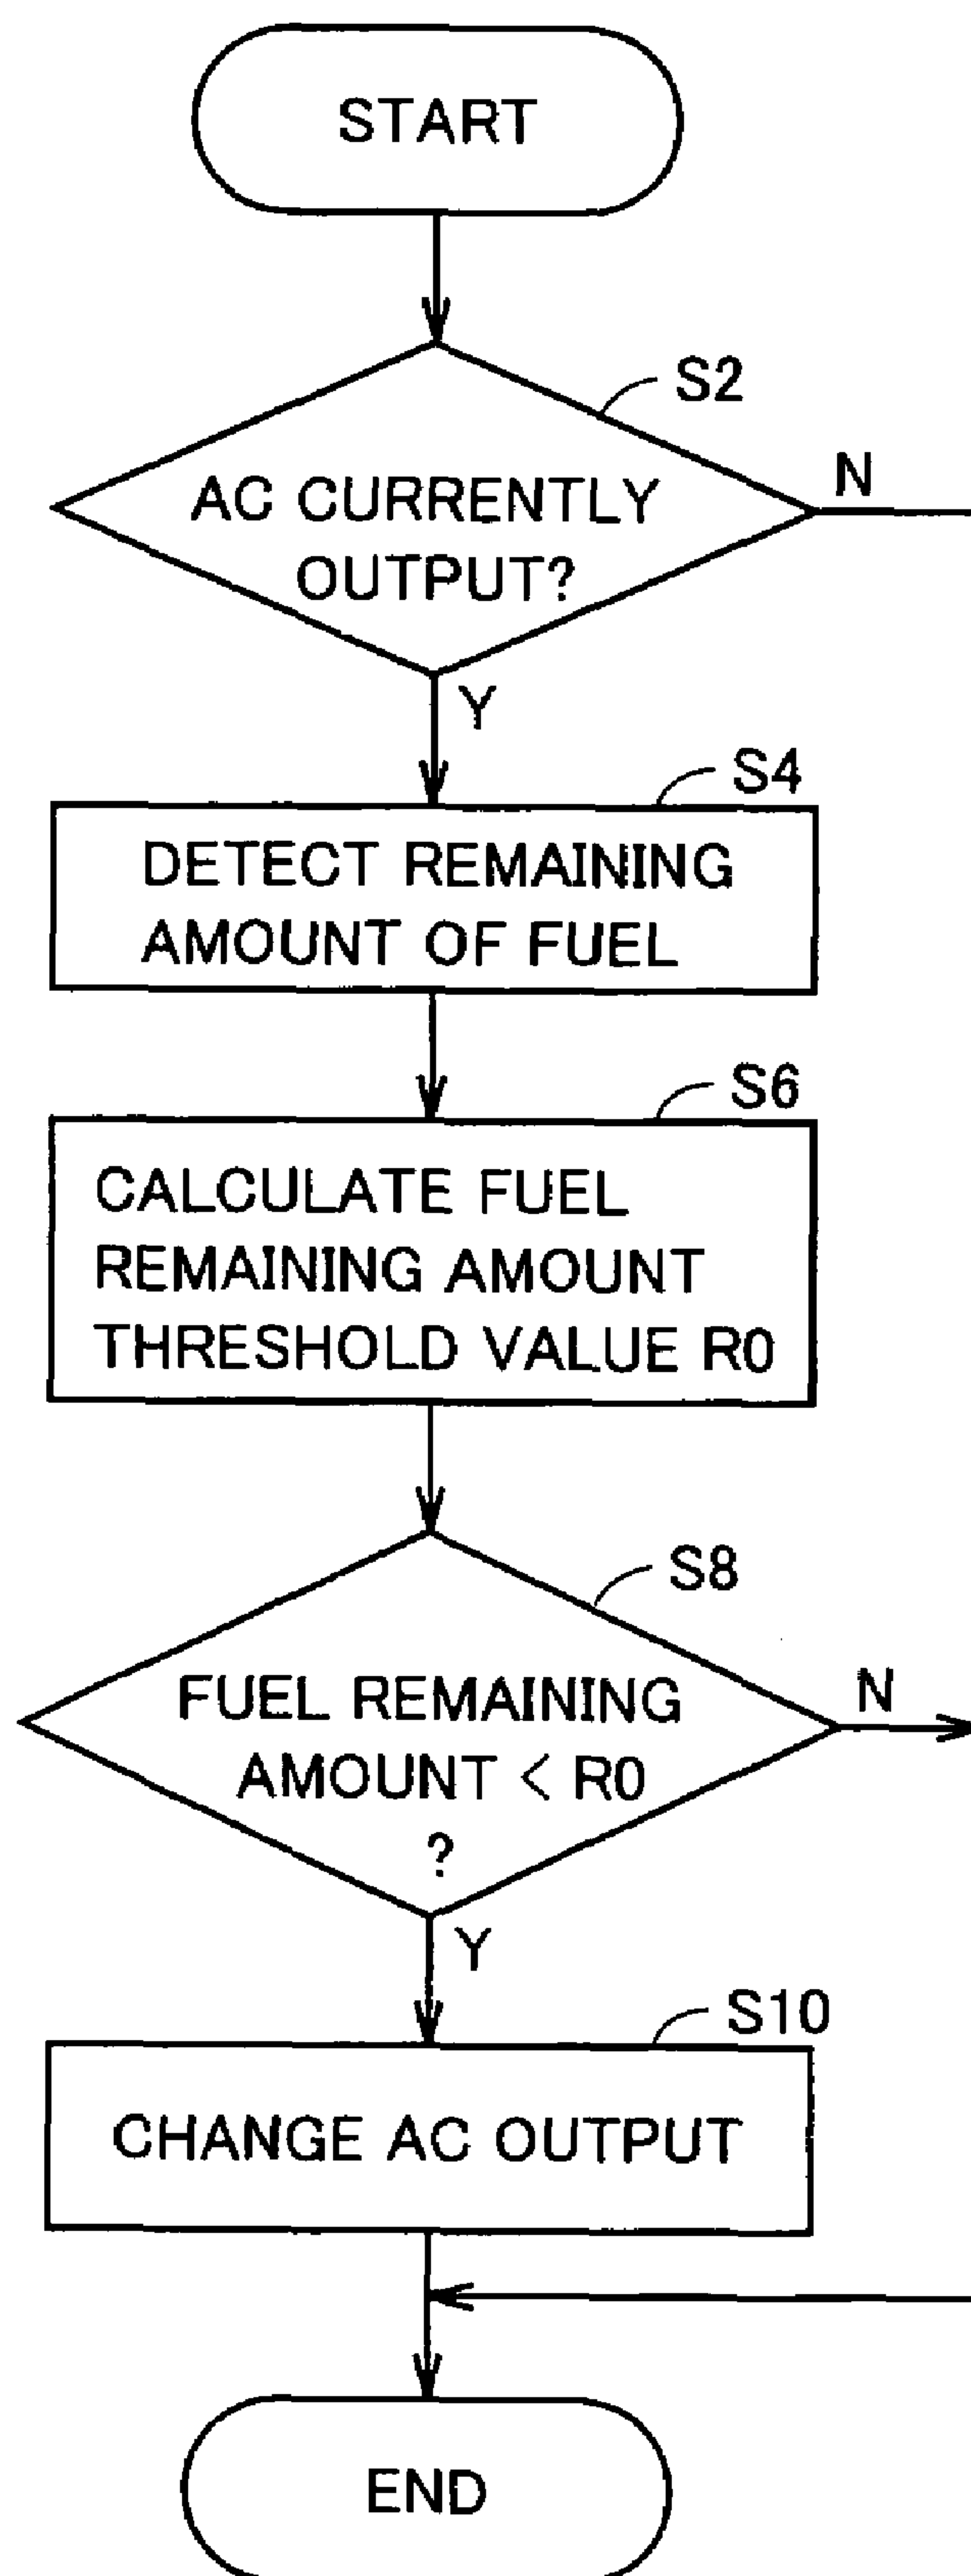 START
S2
AC CURRENTLY
OUTPUT?
N
Y
S4
DETECT REMAINING
AMOUNT OF FUEL
S6
CALCULATE FUEL
REMAINING AMOUNT
THRESHOLD VALUE R0
S8
FUEL REMAINING
AMOUNT < R0
?
N
Y
S10
CHANGE AC OUTPUT
END